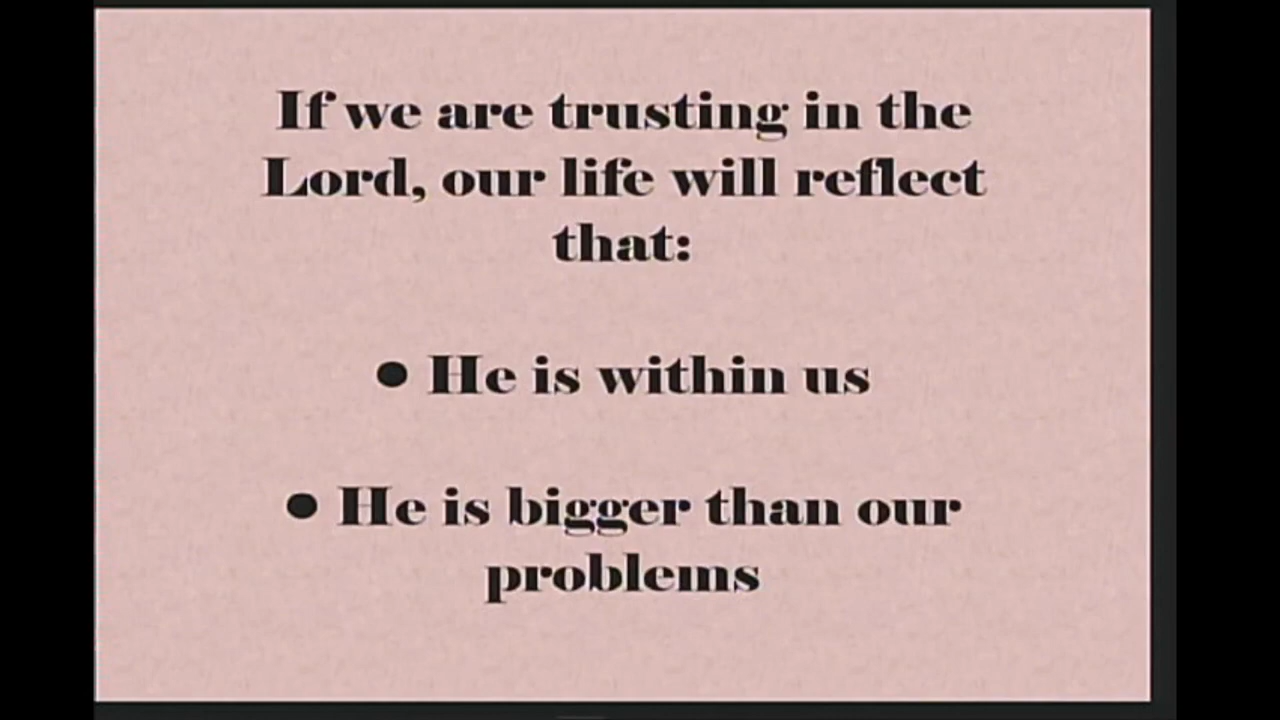 If we are trusting in the
Lord, our life will reflect
that:
● He is within us
● He is bigger than our
problems